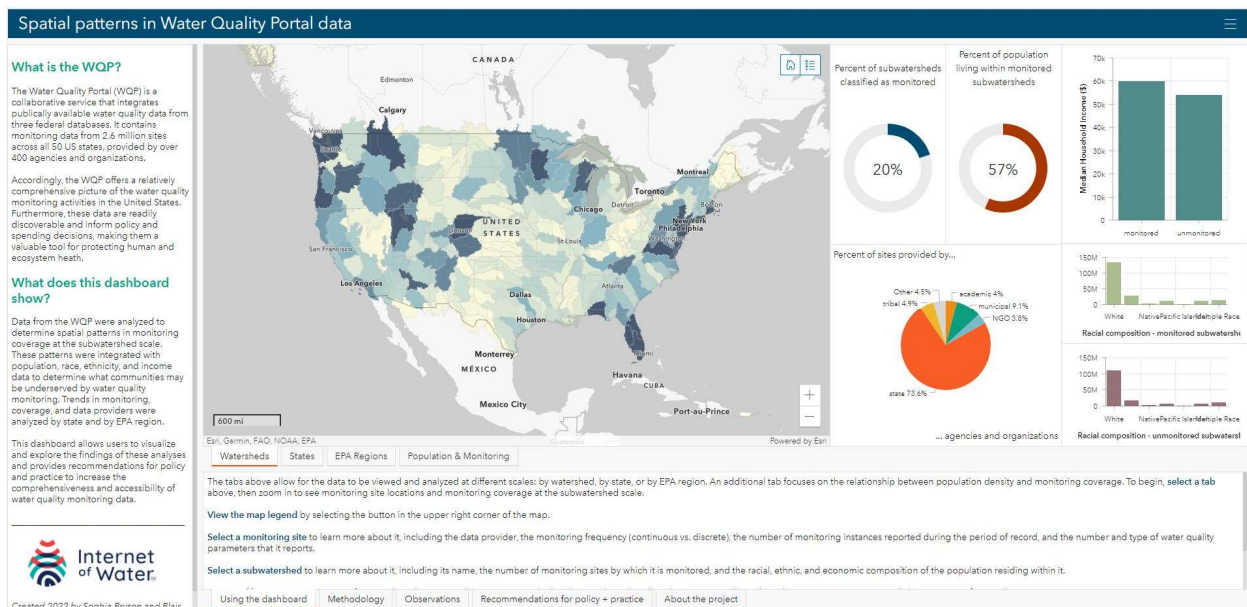 Spatial patterns in Water Quality Portal data
What is the WQP?
The Water Quality Portal (WQP) is a
collaborative service that integrates
publically available water quality data from
three federal databases. It contains
monitoring data from 2.6 million sites
across all 50 US states, provided by over
400 agencies and organizations.
Accordingly, the WQP offers a relatively
comprehensive picture of the water quality
monitoring activities in the United States.
Furthermore, these data are readily
discoverable and inform policy and
spending decisions, making them a
valuable tool for protecting human and
ecosystem heath.
What does this dashboard
show?
Data from the WQP were analyzed to
determine spatial patterns in monitoring
coverage at the subwatershed scale.
These patterns were integrated with
population, race, ethnicity, and income
data to determine what communities may
be underserved by water quality
monitoring. Trends in monitoring,
coverage, and data providers were
analyzed by state and by EPA region.
This dashboard allows users to visualize
and explore the findings of these analyses
and provides recommendations for policy
and practice to increase the
comprehensiveness and accessibility of
water quality monitoring data.
Internet
of Water
Created 2022 by Sophia Bryson and Blair
CANADA
Edmonton
Calgary
Vancouver
Seattle
Montreal
Toronto
Detroit
Boston
Chicago
New York
Philadelphia
Washington
UNITED
STATES
Denver
St Louis
San Francisco
Los Angeles
Atlanta
Dallas
Houston
Miami
Monterrey
MÉXICO
Havana
CUBA
Mexico City
Port-au-Prince
600 mi
Esri, Garmin, FAO, NOAA, EPA
Powered by Esri
Percent of subwatersheds
classified as monitored
20%
Percent of population
living within monitored
subwatersheds
57%
Percent of sites provided by...
Other 4.5%
tribal 4.9%
academic 4%
municipal 9.1%
NGO 3.8%
state 73.6%
... agencies and organizations
Median Household Income ($)
70k
60k
50k
40k
30k
20k
10k
0
monitored
unmonitored
150M
100M
50M
0
White
Native
Pacific Islander
Multiple Race
Racial composition - monitored subwatershe
150M
100M
50M
0
White
Native
Pacific Islander
Multiple Race
Racial composition - unmonitored subwatersl
Watersheds
States
EPA Regions
Population & Monitoring
The tabs above allow for the data to be viewed and analyzed at different scales: by watershed, by state, or by EPA region. An additional tab focuses on the relationship between population density and monitoring coverage. To begin, select a tab
above, then zoom in to see monitoring site locations and monitoring coverage at the subwatershed scale.
View the map legend by selecting the button in the upper right corner of the map.
Select a monitoring site to learn more about it, including the data provider, the monitoring frequency (continuous vs. discrete), the number of monitoring instances reported during the period of record, and the number and type of water quality
parameters that it reports.
Select a subwatershed to learn more about it, including its name, the number of monitoring sites by which it is monitored, and the racial, ethnic, and economic composition of the population residing within it.
Using the dashboard
Methodology
Observations
Recommendations for policy + practice
About the project